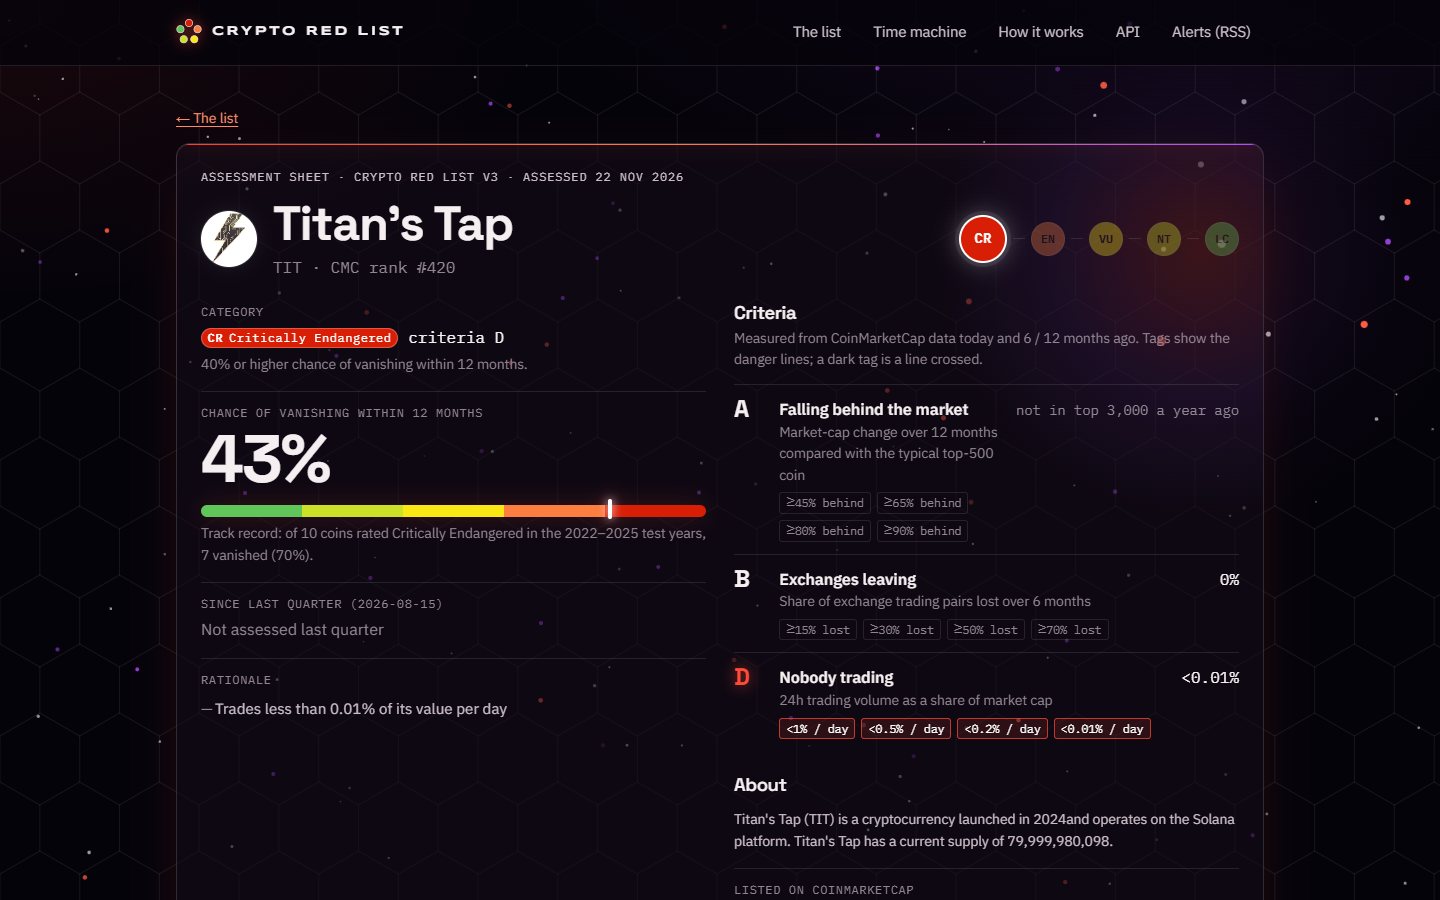 CRYPTO RED LIST
The list
Time machine
How it works
API
Alerts (RSS)
← The list
ASSESSMENT SHEET · CRYPTO RED LIST V3 · ASSESSED 22 NOV 2026
Titan's Tap
TIT · CMC rank #420
CR
EN
VU
NT
LC
CATEGORY
CR Critically Endangered criteria D
40% or higher chance of vanishing within 12 months.
CHANCE OF VANISHING WITHIN 12 MONTHS
43%
Track record: of 10 coins rated Critically Endangered in the 2022–2025 test years,
7 vanished (70%).
SINCE LAST QUARTER (2026-08-15)
Not assessed last quarter
RATIONALE
— Trades less than 0.01% of its value per day
Criteria
Measured from CoinMarketCap data today and 6 / 12 months ago. Tags show the
danger lines; a dark tag is a line crossed.
A Falling behind the market not in top 3,000 a year ago
Market-cap change over 12 months
compared with the typical top-500
coin
≥45% behind ≥65% behind
≥80% behind ≥90% behind
B Exchanges leaving 0%
Share of exchange trading pairs lost over 6 months
≥15% lost ≥30% lost ≥50% lost ≥70% lost
D Nobody trading <0.01%
24h trading volume as a share of market cap
<1% / day <0.5% / day <0.2% / day <0.01% / day
About
Titan's Tap (TIT) is a cryptocurrency launched in 2024and operates on the Solana
platform. Titan's Tap has a current supply of 79,999,980,098.
LISTED ON COINMARKETCAP